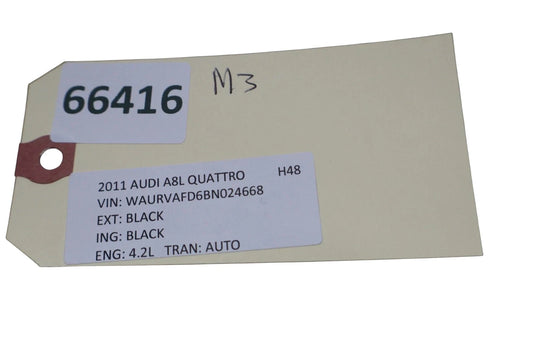 66416
M3
2011 AUDI A8L QUATTRO H48
VIN: WAURVAFD6BN024668
EXT: BLACK
ING: BLACK
ENG: 4.2L TRAN: AUTO